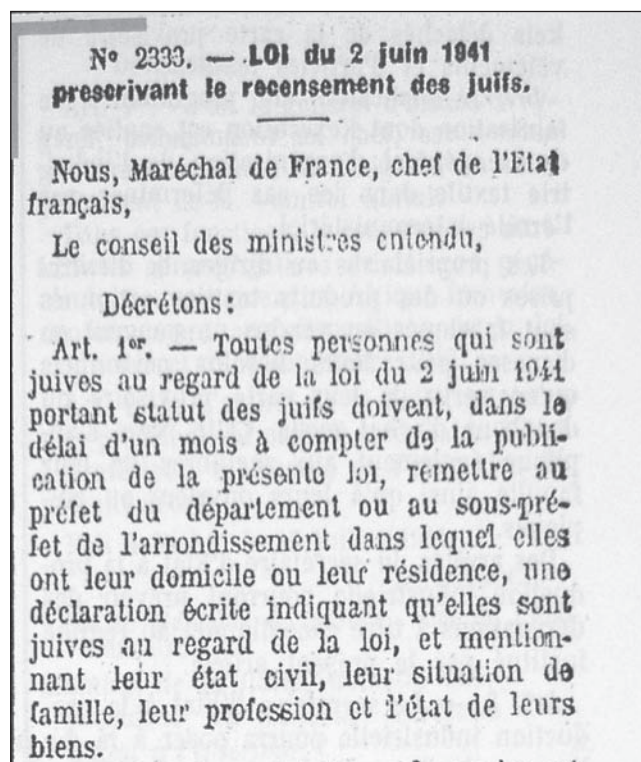 N° 2333. — LOI du 2 juin 1941
prescrivant le recensement des juifs.
Nous, Maréchal de France, chef de l'Etat
français,
Le conseil des ministres entendu,
Décrétons:
Art. 1er. — Toutes personnes qui sont
juives au regard de la loi du 2 juin 1941
portant statut des juifs doivent, dans le
délai d'un mois à compter de la publi-
cation de la présente loi, remettre au
préfet du département ou au sous-pré-
fet de l'arrondissement dans lequel elles
ont leur domicile ou leur résidence, une
déclaration écrite indiquant qu'elles sont
juives au regard de la loi, et mention-
nant leur état civil, leur situation de
famille, leur profession et l'état de leurs
biens.